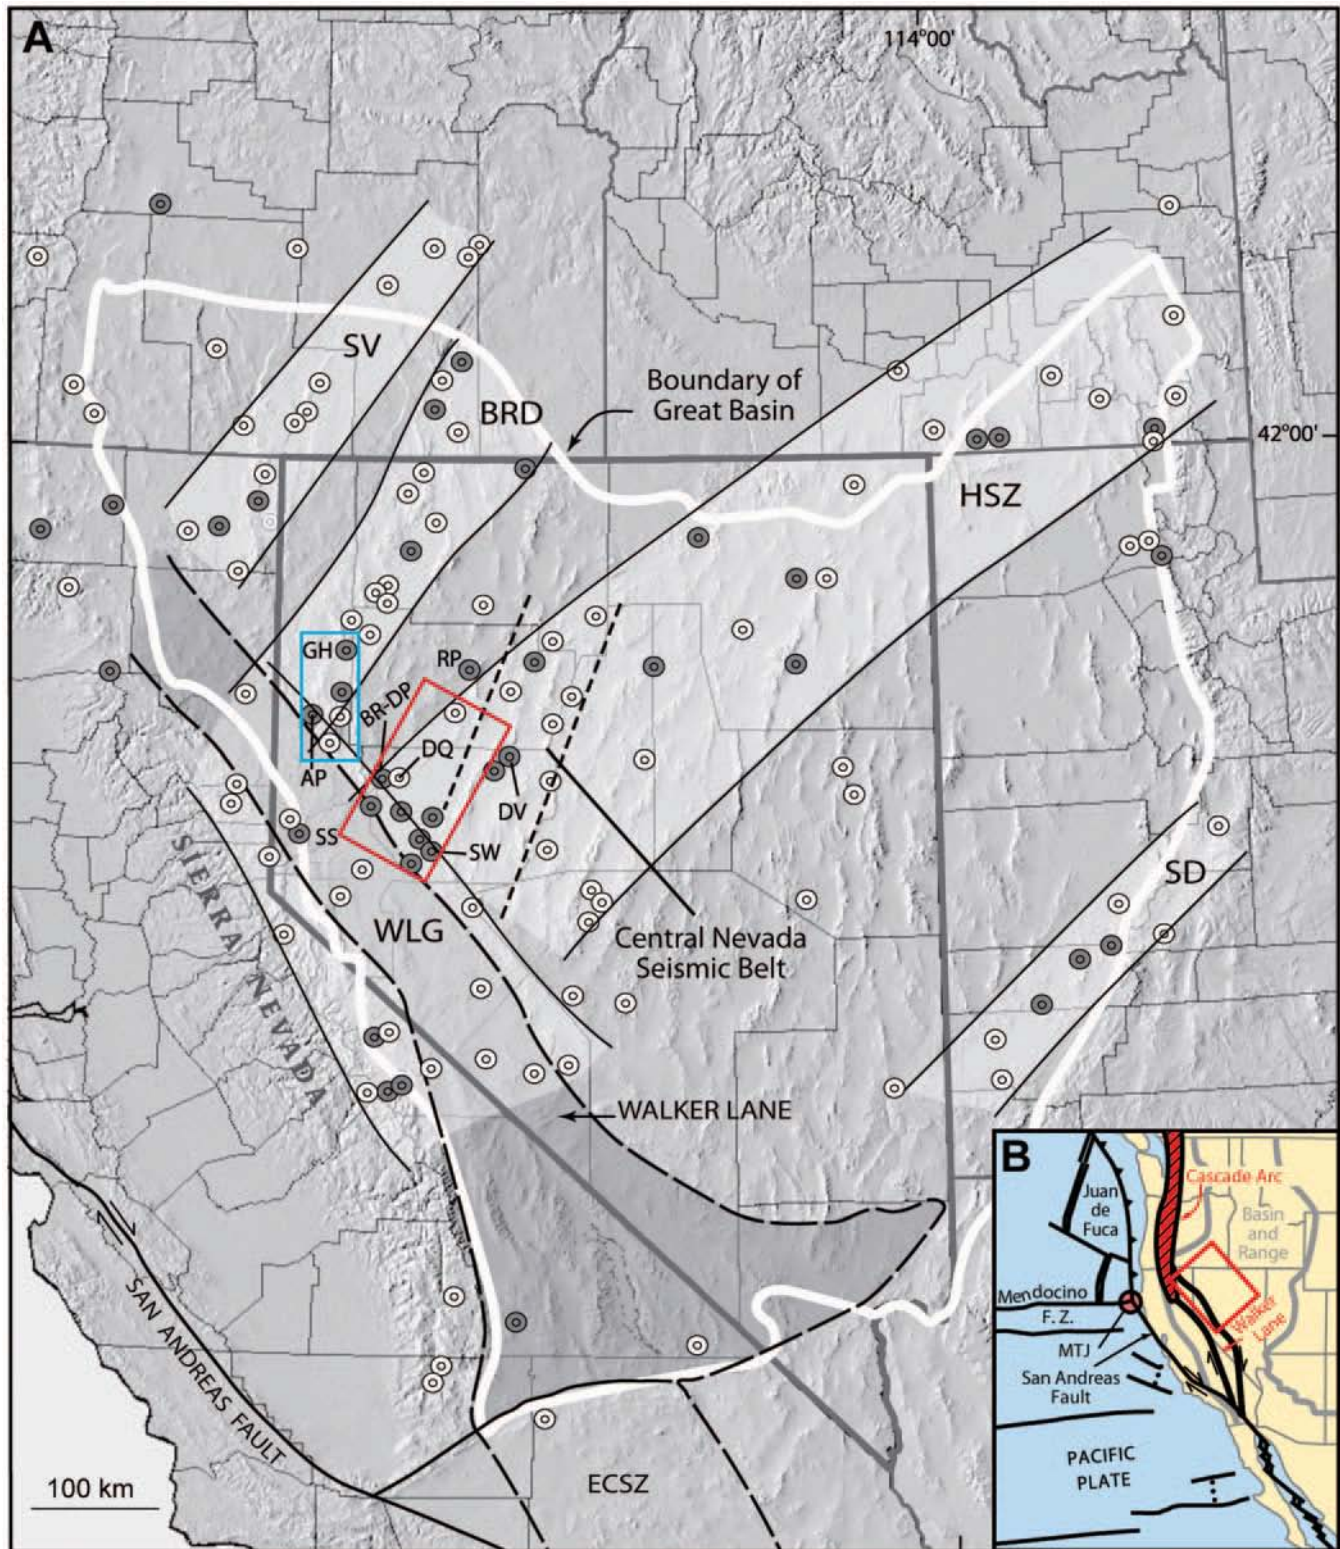 A
114°00'
SV
BRD
Boundary of
Great Basin
42°00'
HSZ
GH
RP
BR-DP
DQ
AP
DV
SS
SW
SD
WLG
Central Nevada
Seismic Belt
SIERRA NEVADA
WALKER LANE
SAN ANDREAS FAULT
100 km
ECSZ
B
Cascade Arc
Juan
de
Fuca
Basin
and
Range
Mendocino
F. Z.
Walker
Lane
MTJ
San Andreas
Fault
PACIFIC
PLATE